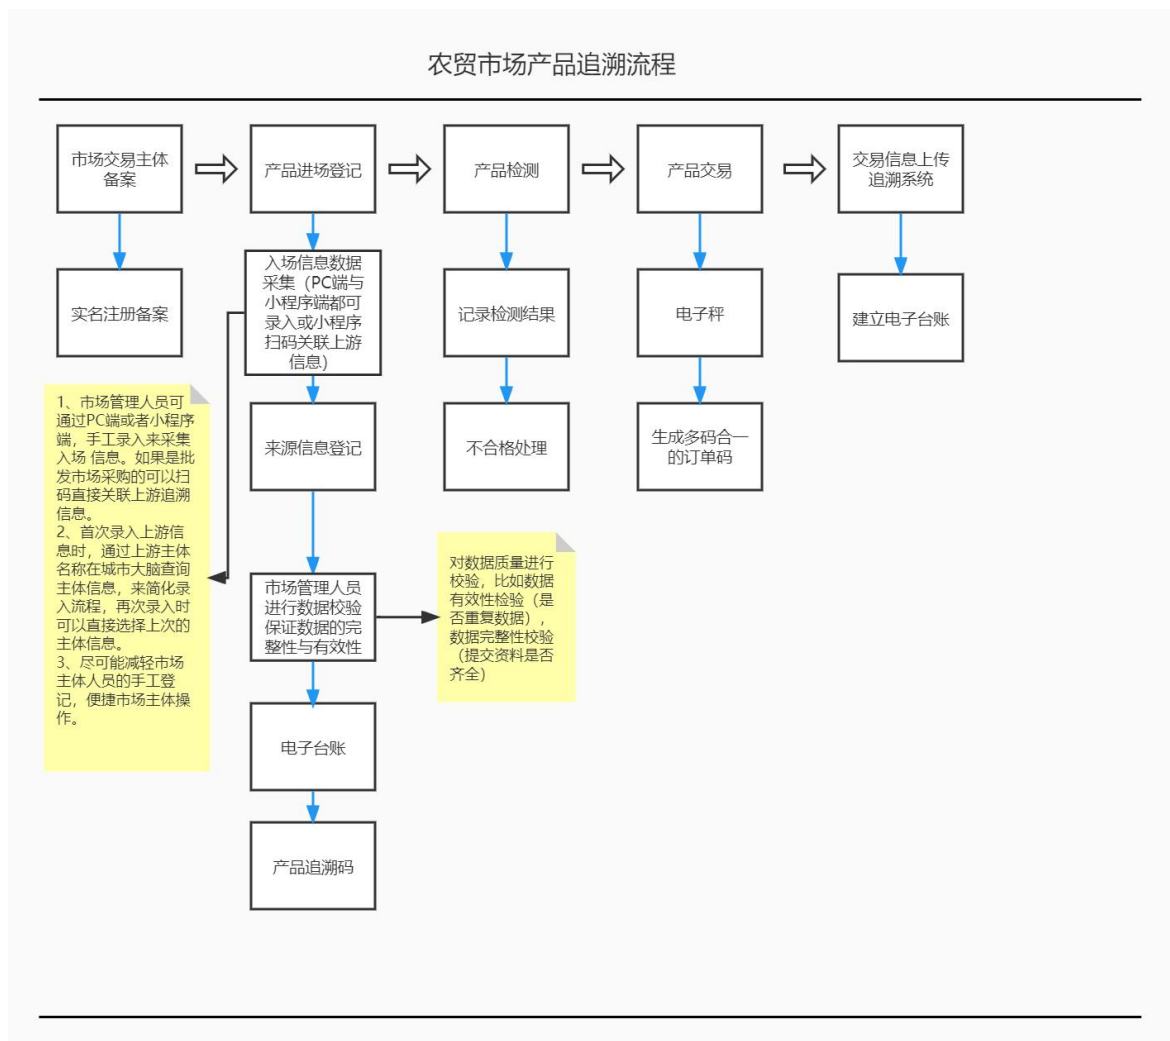 农贸市场产品追溯流程
市场交易主体
备案
产品进场登记
产品检测
产品交易
交易信息上传
追溯系统
实名注册备案
入场信息数据
采集（PC端与
小程序端都可
录入或小程序
扫码关联上游
信息）
记录检测结果
电子秤
建立电子台账
1、市场管理人员可
通过PC端或者小程序
端，手工录入来采集
入场 信息。如果是批
发市场采购的可以扫
码直接关联上游追溯
信息。
2、首次录入上游信
息时，通过上游主体
名称在城市大脑查询
主体信息，来简化录
入流程，再次录入时
可以直接选择上次的
主体信息。
3、尽可能减轻市场
主体人员的手工登
记，便捷市场主体操
作。
来源信息登记
不合格处理
生成多码合一
的订单码
市场管理人员
进行数据校验
保证数据的完
整性与有效性
对数据质量进行
校验，比如数据
有效性检验（是
否重复数据），
数据完整性校验
（提交资料是否
齐全）
电子台账
产品追溯码